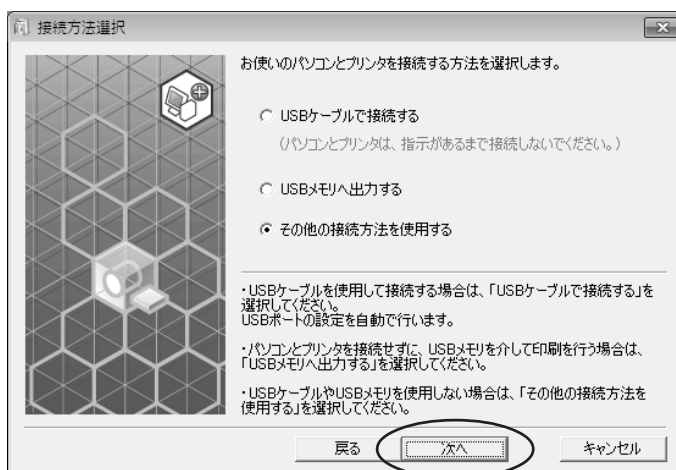 接続方法選択
お使いのパソコンとプリンタを接続する方法を選択します。
USBケーブルで接続する
(パソコンとプリンタは、指示があるまで接続しないでください。)
USBメモリへ出力する
その他の接続方法を使用する
・USBケーブルを使用して接続する場合は、「USBケーブルで接続する」を
選択してください。
USBポートの設定を自動で行います。
・パソコンとプリンタを接続せずに、USBメモリを介して印刷を行う場合は、
「USBメモリへ出力する」を選択してください。
・USBケーブルやUSBメモリを使用しない場合は、「その他の接続方法を
使用する」を選択してください。
戻る 次へ キャンセル